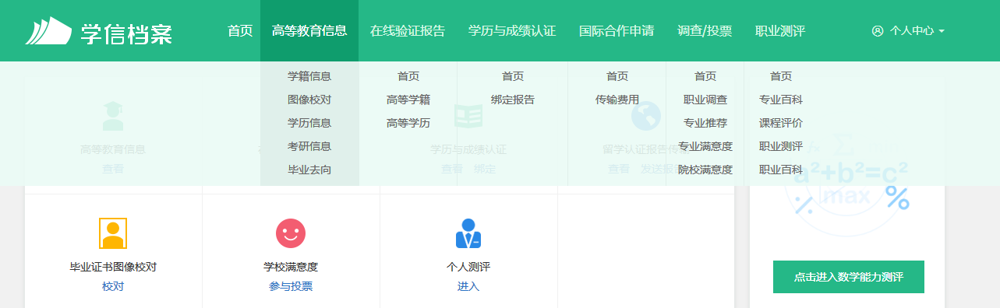 学信档案
首页 高等教育信息 在线验证报告 学历与成绩认证 国际合作申请 调查/投票 职业测评 个人中心
学籍信息 首页 首页 首页 首页 首页
图像校对 高等学籍 绑定报告 传输费用 职业调查 专业百科
学历信息 高等学历 专业推荐 课程评价
考研信息 专业满意度 职业测评
毕业去向 院校满意度 职业百科
高等教育信息 学历与成绩认证 留学认证报告传输
查看 查看 绑定 查看 发送报
a²+b²=c²
max %
毕业证书图像校对 学校满意度 个人测评
校对 参与投票 进入
点击进入数学能力测评